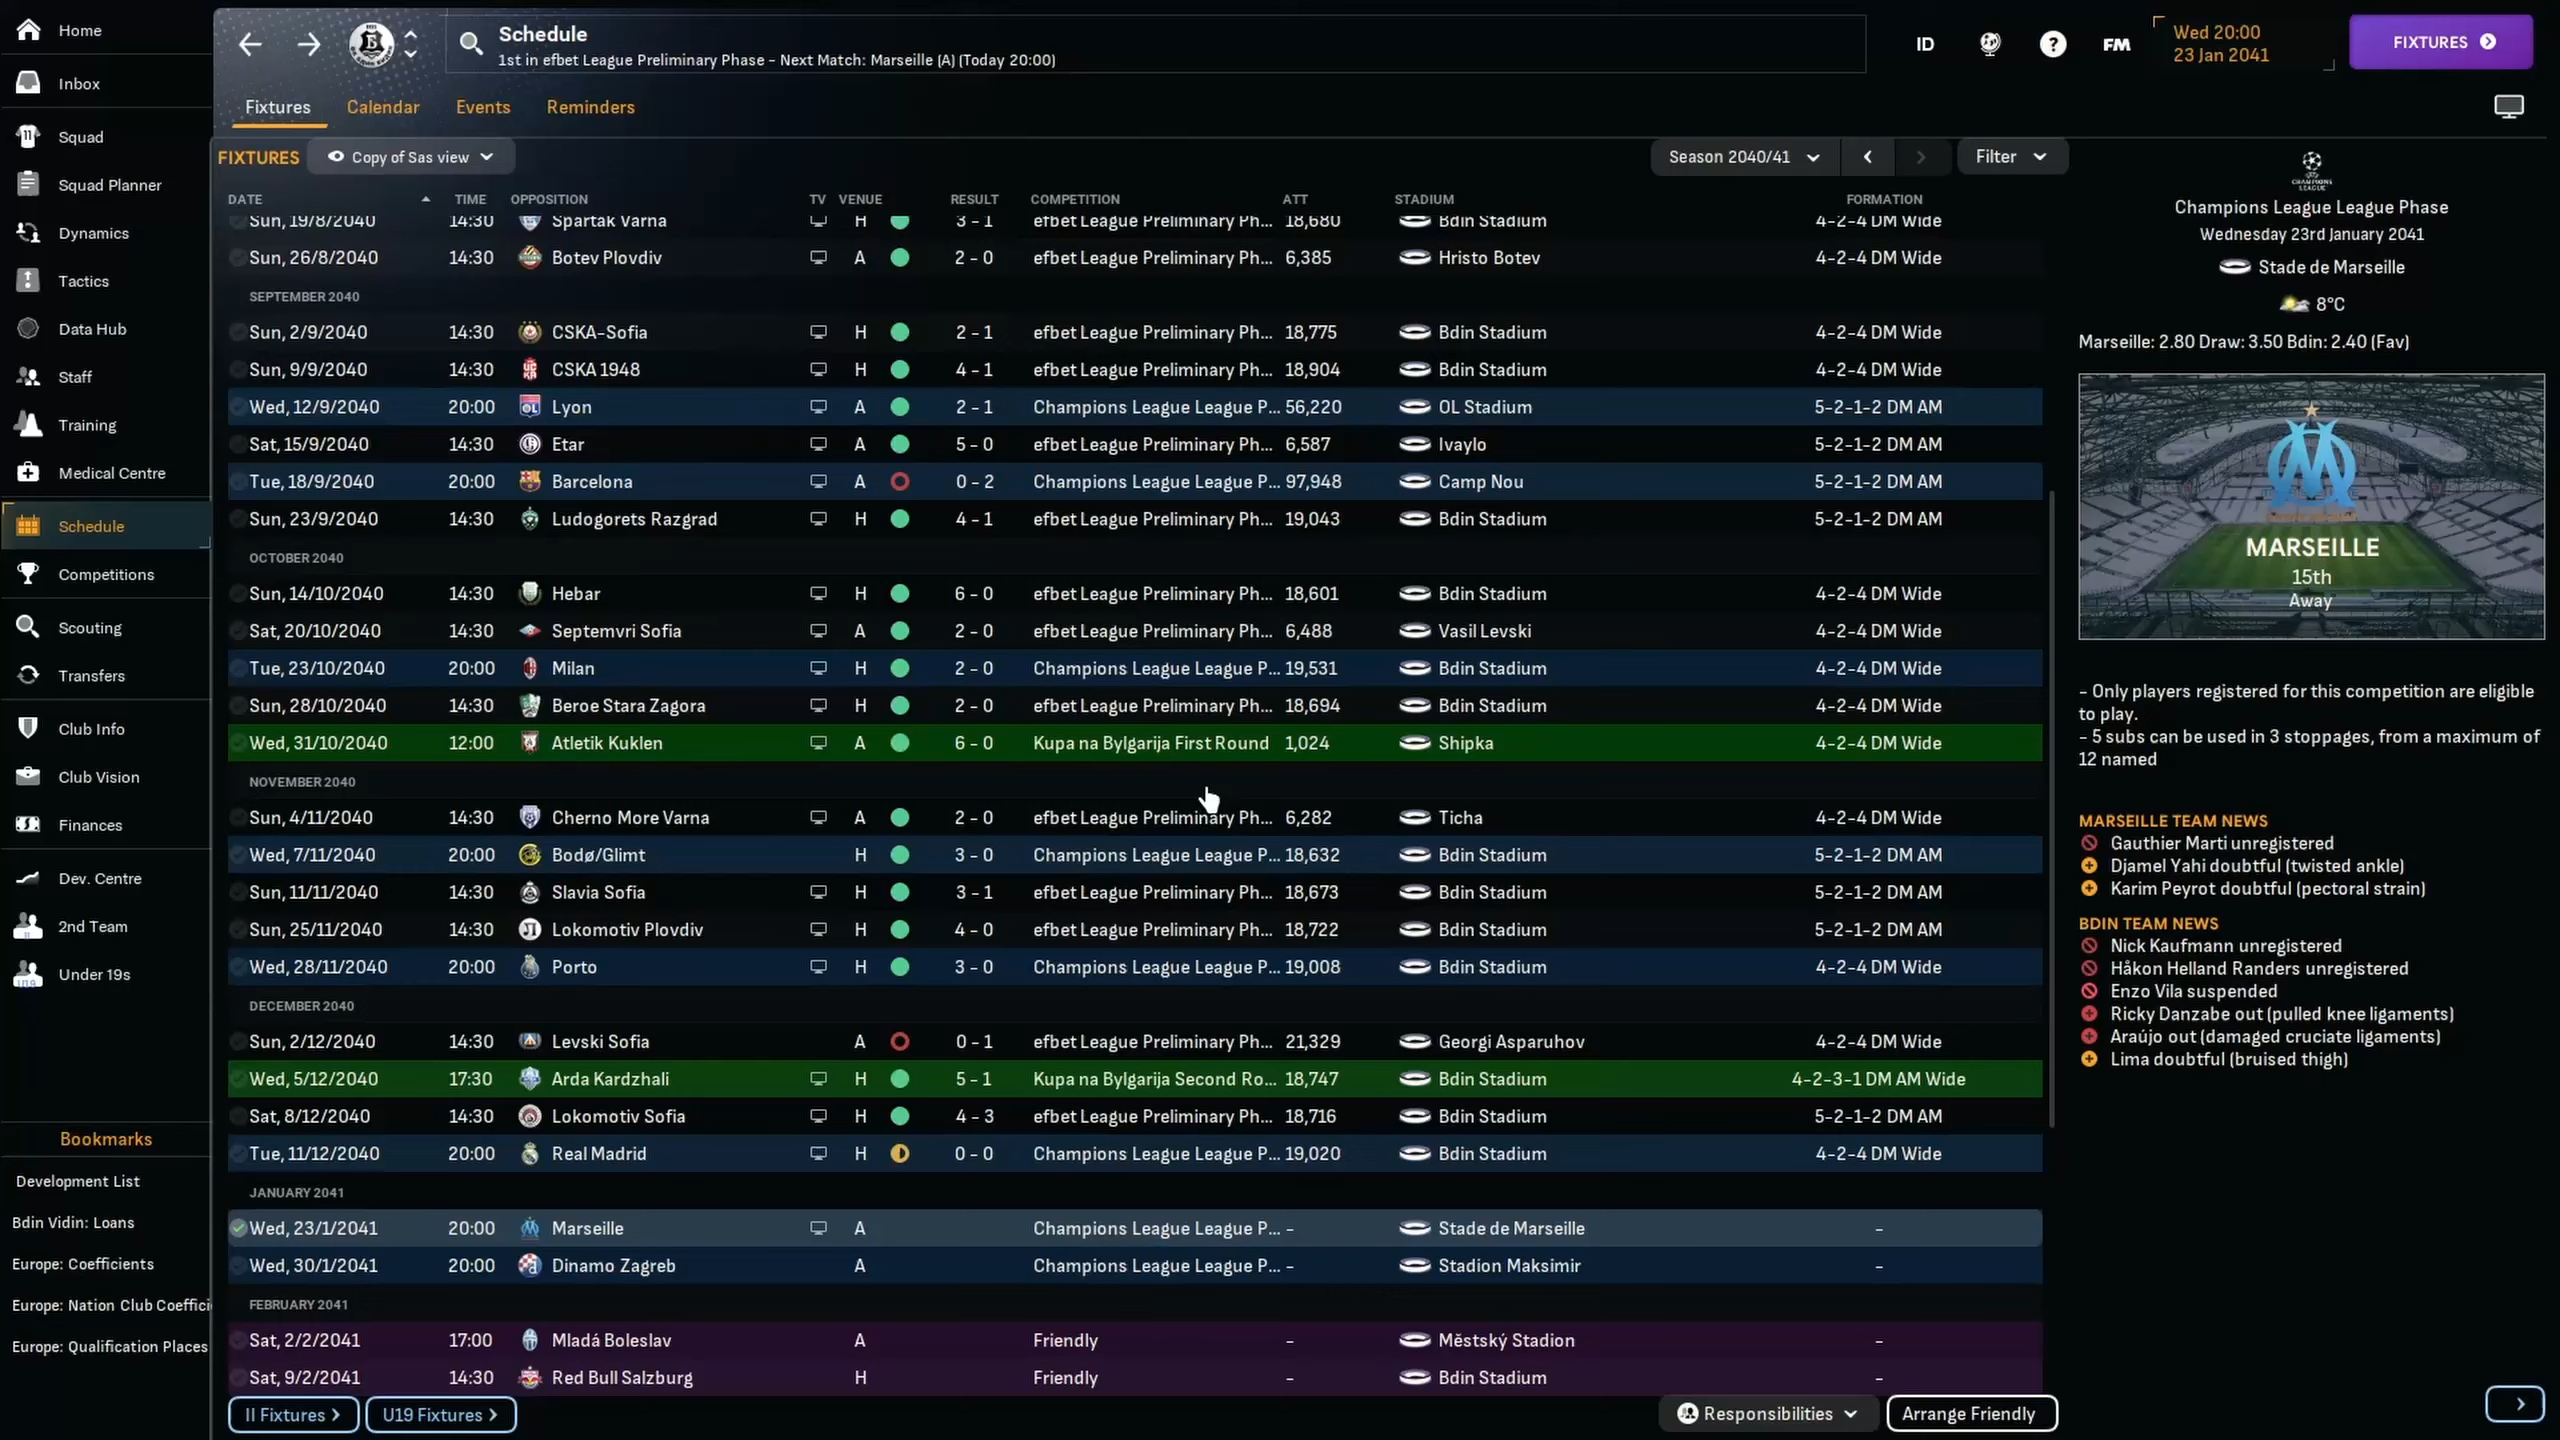 Home
Inbox
Squad
Squad Planner
Dynamics
Tactics
Data Hub
Staff
Training
Medical Centre
Schedule
Competitions
Scouting
Transfers
Club Info
Club Vision
Finances
Dev. Centre
2nd Team
Under 19s
Bookmarks
Development List
Bdin Vidin: Loans
Europe: Coefficients
Europe: Nation Club Coeffici
Europe: Qualification Places
Schedule
1st in efbet League Preliminary Phase - Next Match: Marseille (A) (Today 20:00)
ID ? FM
Wed 20:00
23 Jan 2041
FIXTURES
Fixtures Calendar Events Reminders
FIXTURES Copy of Sas view Season 2040/41 Filter
DATE TIME OPPOSITION TV VENUE RESULT COMPETITION ATT STADIUM FORMATION
Sun, 19/8/2040 14:30 Spartak Varna H 3 - 1 efbet League Preliminary Ph... 18,680 Bdin Stadium 4-2-4 DM Wide
Sun, 26/8/2040 14:30 Botev Plovdiv A 2 - 0 efbet League Preliminary Ph... 6,385 Hristo Botev 4-2-4 DM Wide
SEPTEMBER 2040
Sun, 2/9/2040 14:30 CSKA-Sofia H 2 - 1 efbet League Preliminary Ph... 18,775 Bdin Stadium 4-2-4 DM Wide
Sun, 9/9/2040 14:30 CSKA 1948 H 4 - 1 efbet League Preliminary Ph... 18,904 Bdin Stadium 4-2-4 DM Wide
Wed, 12/9/2040 20:00 Lyon A 2 - 1 Champions League League P... 56,220 OL Stadium 5-2-1-2 DM AM
Sat, 15/9/2040 14:30 Etar A 5 - 0 efbet League Preliminary Ph... 6,587 Ivaylo 5-2-1-2 DM AM
Tue, 18/9/2040 20:00 Barcelona A 0 - 2 Champions League League P... 97,948 Camp Nou 5-2-1-2 DM AM
Sun, 23/9/2040 14:30 Ludogorets Razgrad H 4 - 1 efbet League Preliminary Ph... 19,043 Bdin Stadium 5-2-1-2 DM AM
OCTOBER 2040
Sun, 14/10/2040 14:30 Hebar H 6 - 0 efbet League Preliminary Ph... 18,601 Bdin Stadium 4-2-4 DM Wide
Sat, 20/10/2040 14:30 Septemvri Sofia A 2 - 0 efbet League Preliminary Ph... 6,488 Vasil Levski 4-2-4 DM Wide
Tue, 23/10/2040 20:00 Milan H 2 - 0 Champions League League P... 19,531 Bdin Stadium 4-2-4 DM Wide
Sun, 28/10/2040 14:30 Beroe Stara Zagora H 2 - 0 efbet League Preliminary Ph... 18,694 Bdin Stadium 4-2-4 DM Wide
Wed, 31/10/2040 12:00 Atletik Kuklen A 6 - 0 Kupa na Bylgarija First Round 1,024 Shipka 4-2-4 DM Wide
NOVEMBER 2040
Sun, 4/11/2040 14:30 Cherno More Varna A 2 - 0 efbet League Preliminary Ph... 6,282 Ticha 4-2-4 DM Wide
Wed, 7/11/2040 20:00 Bodø/Glimt H 3 - 0 Champions League League P... 18,632 Bdin Stadium 5-2-1-2 DM AM
Sun, 11/11/2040 14:30 Slavia Sofia H 3 - 1 efbet League Preliminary Ph... 18,673 Bdin Stadium 5-2-1-2 DM AM
Sun, 25/11/2040 14:30 Lokomotiv Plovdiv H 4 - 0 efbet League Preliminary Ph... 18,722 Bdin Stadium 5-2-1-2 DM AM
Wed, 28/11/2040 20:00 Porto H 3 - 0 Champions League League P... 19,008 Bdin Stadium 4-2-4 DM Wide
DECEMBER 2040
Sun, 2/12/2040 14:30 Levski Sofia A 0 - 1 efbet League Preliminary Ph... 21,329 Georgi Asparuhov 4-2-4 DM Wide
Wed, 5/12/2040 17:30 Arda Kardzhali H 5 - 1 Kupa na Bylgarija Second Ro... 18,747 Bdin Stadium 4-2-3-1 DM AM Wide
Sat, 8/12/2040 14:30 Lokomotiv Sofia H 4 - 3 efbet League Preliminary Ph... 18,716 Bdin Stadium 5-2-1-2 DM AM
Tue, 11/12/2040 20:00 Real Madrid H 0 - 0 Champions League League P... 19,020 Bdin Stadium 4-2-4 DM Wide
JANUARY 2041
Wed, 23/1/2041 20:00 Marseille A Champions League League P... - Stade de Marseille -
Wed, 30/1/2041 20:00 Dinamo Zagreb A Champions League League P... - Stadion Maksimir -
FEBRUARY 2041
Sat, 2/2/2041 17:00 Mladá Boleslav A Friendly - Městský Stadion -
Sat, 9/2/2041 14:30 Red Bull Salzburg H Friendly - Bdin Stadium -
II Fixtures U19 Fixtures Responsibilities Arrange Friendly
CHAMPIONS LEAGUE
Champions League League Phase
Wednesday 23rd January 2041
Stade de Marseille
8°C
Marseille: 2.80 Draw: 3.50 Bdin: 2.40 (Fav)
MARSEILLE
15th
Away
- Only players registered for this competition are eligible
to play.
- 5 subs can be used in 3 stoppages, from a maximum of
12 named
MARSEILLE TEAM NEWS
Gauthier Marti unregistered
Djamel Yahi doubtful (twisted ankle)
Karim Peyrot doubtful (pectoral strain)
BDIN TEAM NEWS
Nick Kaufmann unregistered
Håkon Helland Randers unregistered
Enzo Vila suspended
Ricky Danzabe out (pulled knee ligaments)
Araújo out (damaged cruciate ligaments)
Lima doubtful (bruised thigh)